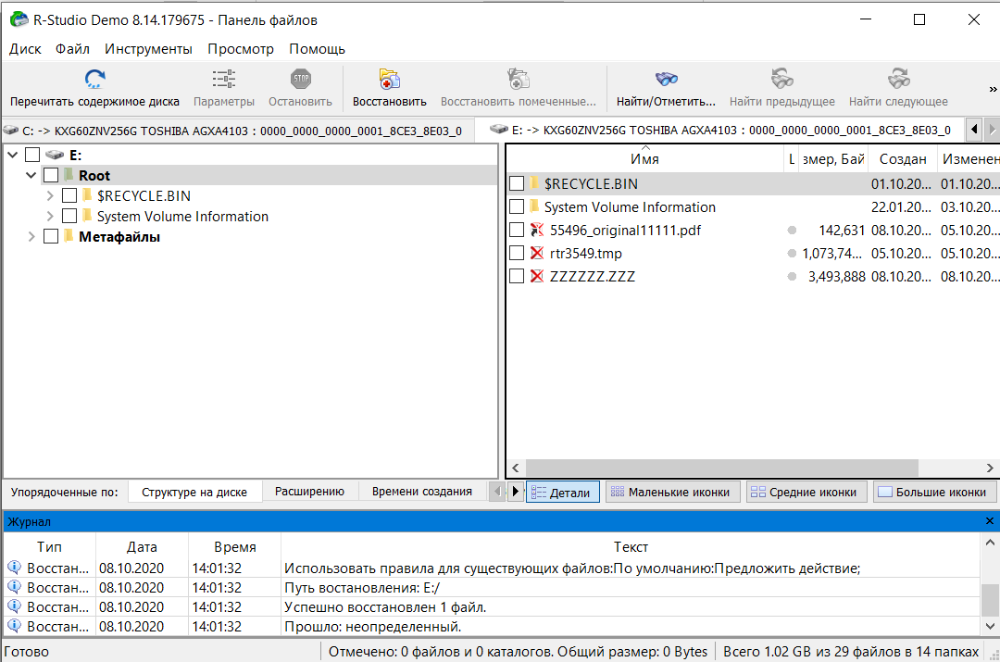 R-Studio Demo 8.14.179675 - Панель файлов
Диск Файл Инструменты Просмотр Помощь
Перечитать содержимое диска Параметры Остановить Восстановить Восстановить помеченные... Найти/Отметить... Найти предыдущее Найти следующее »
C: -> KXG60ZNV256G TOSHIBA AGXA4103 : 0000_0000_0000_0001_8CE3_8E03_0 E: -> KXG60ZNV256G TOSHIBA AGXA4103 : 0000_0000_0000_0001_8CE3_8E03_0
E:
Root
$RECYCLE.BIN
System Volume Information
Метафайлы
Имя L змер, Бай Создан Изменен
$RECYCLE.BIN 01.10.20... 01.10.20...
System Volume Information 22.01.20... 03.10.20...
55496_original11111.pdf 142,631 08.10.20... 05.10.20...
rtr3549.tmp 1,073,74... 05.10.20... 05.10.20...
ZZZZZZ.ZZZ 3,493,888 08.10.20... 08.10.20...
Упорядоченные по: Структуре на диске Расширению Времени создания Детали Маленькие иконки Средние иконки Большие иконки
Журнал
Тип Дата Время Текст
Восстан... 08.10.2020 14:01:32 Использовать правила для существующих файлов:По умолчанию:Предложить действие;
Восстан... 08.10.2020 14:01:32 Путь востановления: E:/
Восстан... 08.10.2020 14:01:32 Успешно восстановлен 1 файл.
Восстан... 08.10.2020 14:01:32 Прошло: неопределенный.
Готово Отмечено: 0 файлов и 0 каталогов. Общий размер: 0 Bytes Всего 1.02 GB из 29 файлов в 14 папках